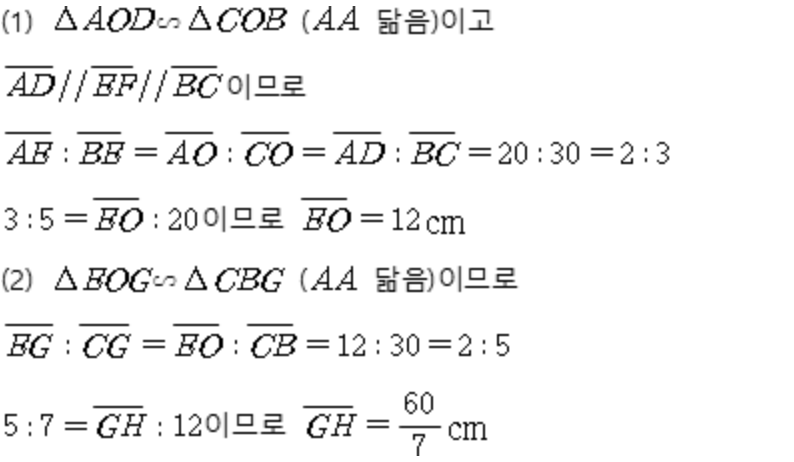 (1) △AOD∽△COB (AA 닮음)이고
AD//EF//BC이므로
AE : BE = AO : CO = AD : BC = 20 : 30 = 2 : 3
3 : 5 = EO : 20이므로 EO = 12cm
(2) △EOG∽△CBG (AA 닮음)이므로
EG : CG = EO : CB = 12 : 30 = 2 : 5
5 : 7 = GH : 12이므로 GH = 60/7 cm